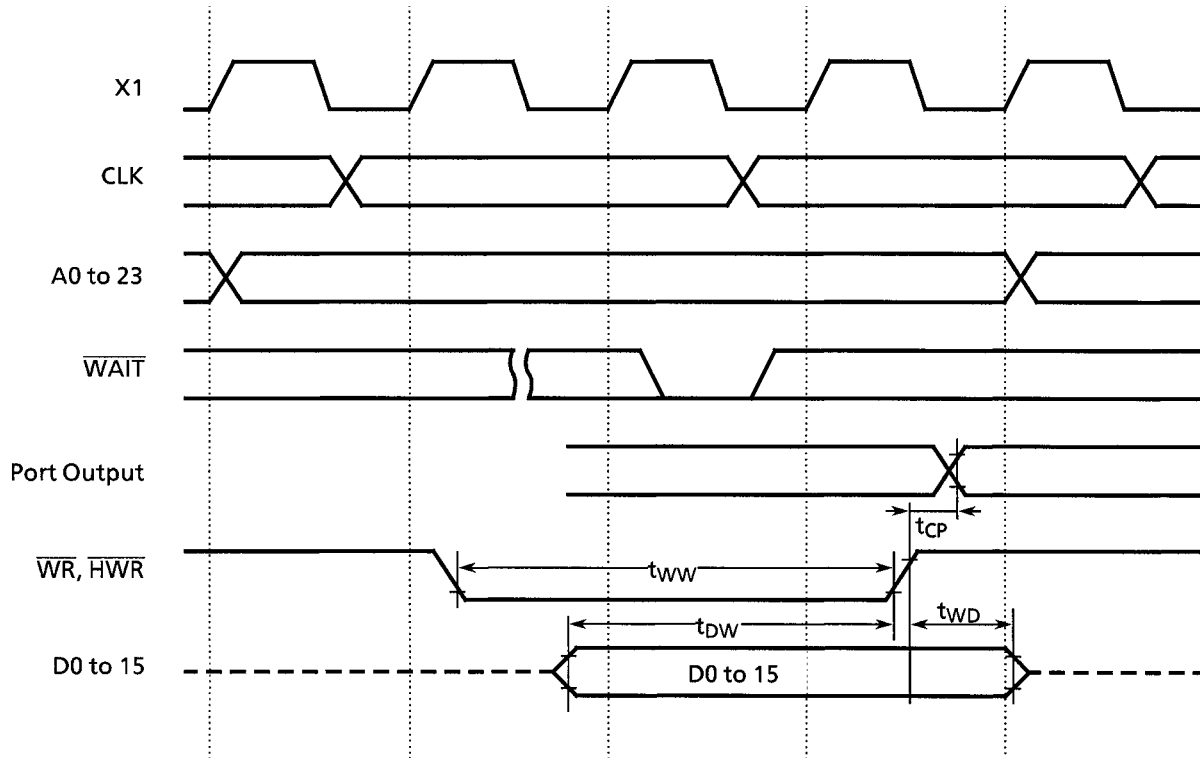 X1
CLK
A0 to 23
WAIT
Port Output
tCP
WR, HWR
tWW
tWD
tDW
D0 to 15
D0 to 15